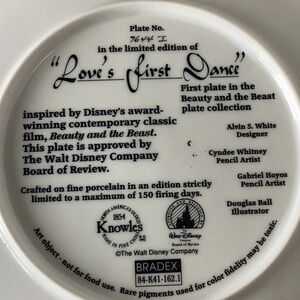 Plate No.
7644 I
in the limited edition of
"Love's First Dance"
inspired by Disney's award-
winning contemporary classic
film, Beauty and the Beast.
This plate is approved by
The Walt Disney Company
Board of Review.
First plate in the
Beauty and the Beast
plate collection
Alvin S. White
Designer
Cyndee Whitney
Pencil Artist
Gabriel Hoyos
Pencil Artist
Douglas Ball
Illustrator
Crafted on fine porcelain in an edition strictly
limited to a maximum of 150 firing days.
1854
Knowles
Walt Disney
Company
Board of Review
©The Walt Disney Company
BRADEX
84-K41-162.1
Art object, not for food use. Rare pigments used for color fidelity may be toxic.